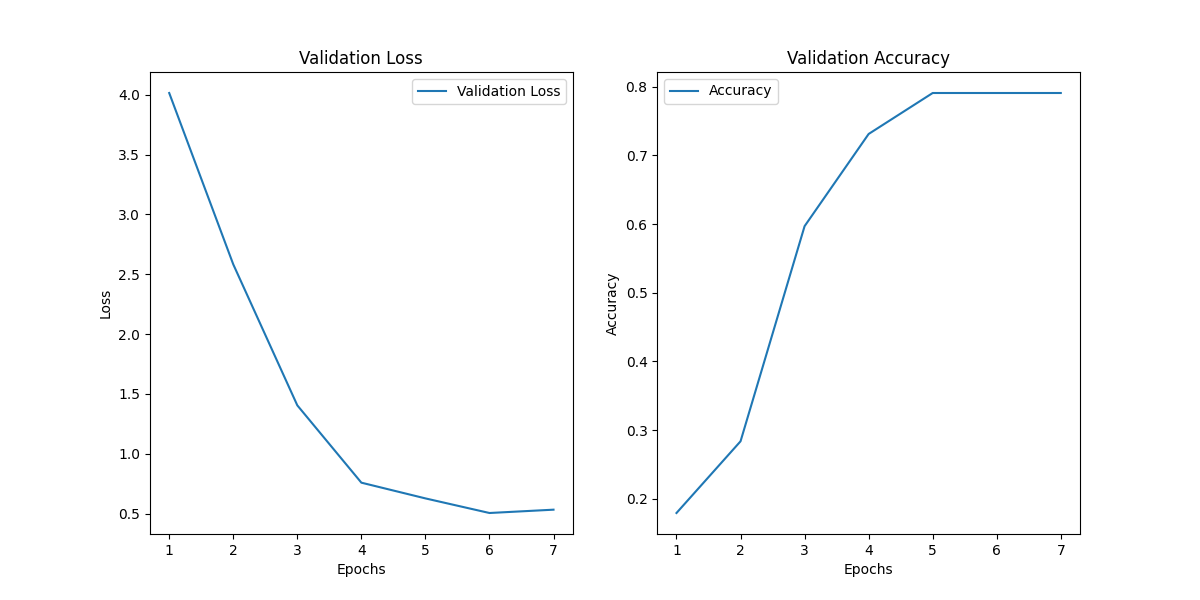 Validation Loss
Validation Loss
4.0
3.5
3.0
2.5
2.0
1.5
1.0
0.5
Loss
1 2 3 4 5 6 7
Epochs
Validation Accuracy
Accuracy
0.8
0.7
0.6
0.5
0.4
0.3
0.2
Accuracy
1 2 3 4 5 6 7
Epochs